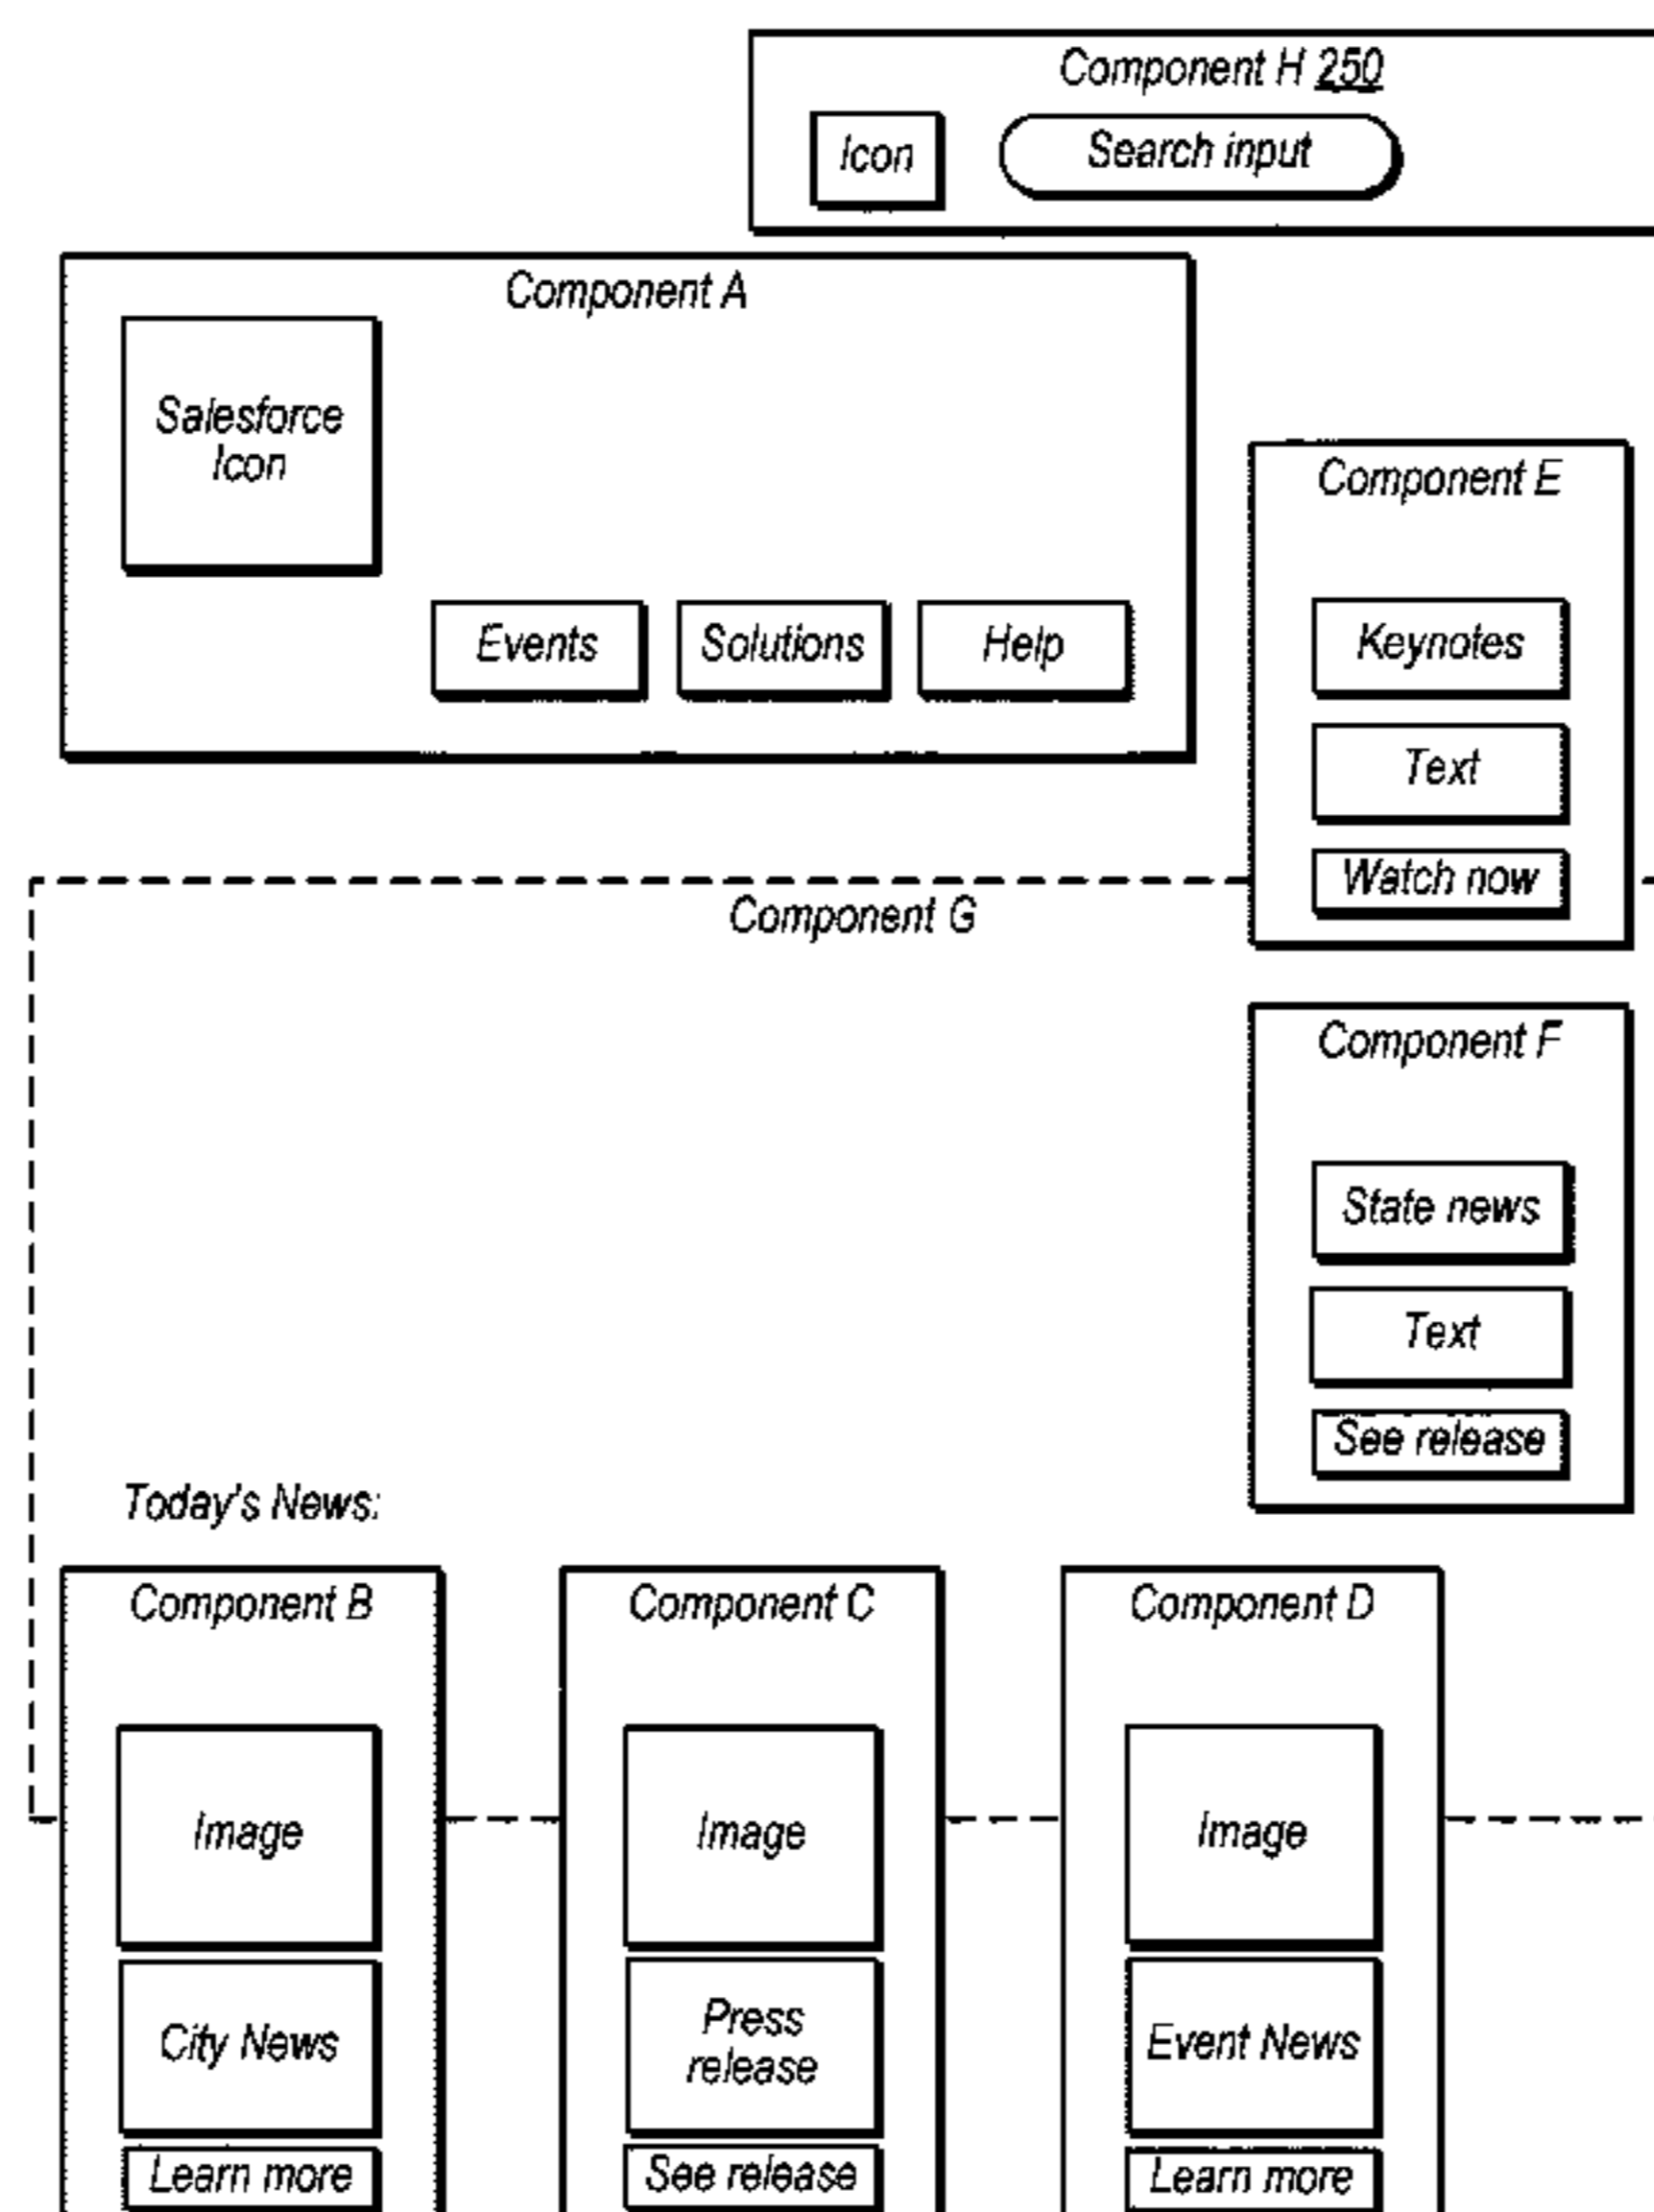 Component H 250
Icon
Search input
Component A
Salesforce
Icon
Events
Solutions
Help
Component E
Keynotes
Text
Watch now
Component G
Component F
State news
Text
See release
Today's News:
Component B
Image
City News
Learn more
Component C
Image
Press
release
See release
Component D
Image
Event News
Learn more